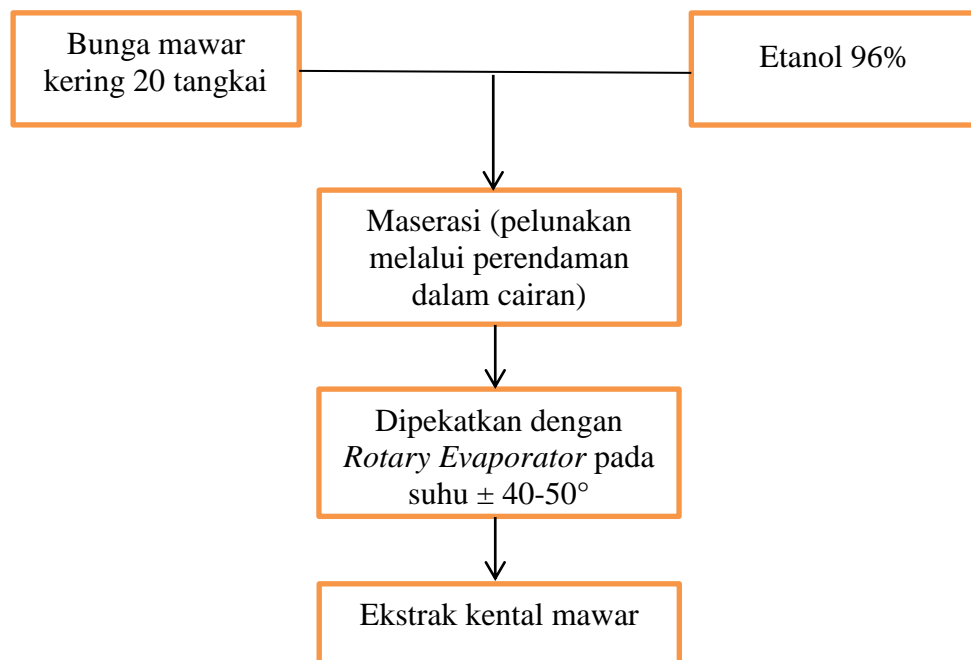 Bunga mawar
kering 20 tangkai
Etanol 96%
Maserasi (pelunakan
melalui perendaman
dalam cairan)
Dipekatkan dengan
Rotary Evaporator pada
suhu ± 40-50°
Ekstrak kental mawar